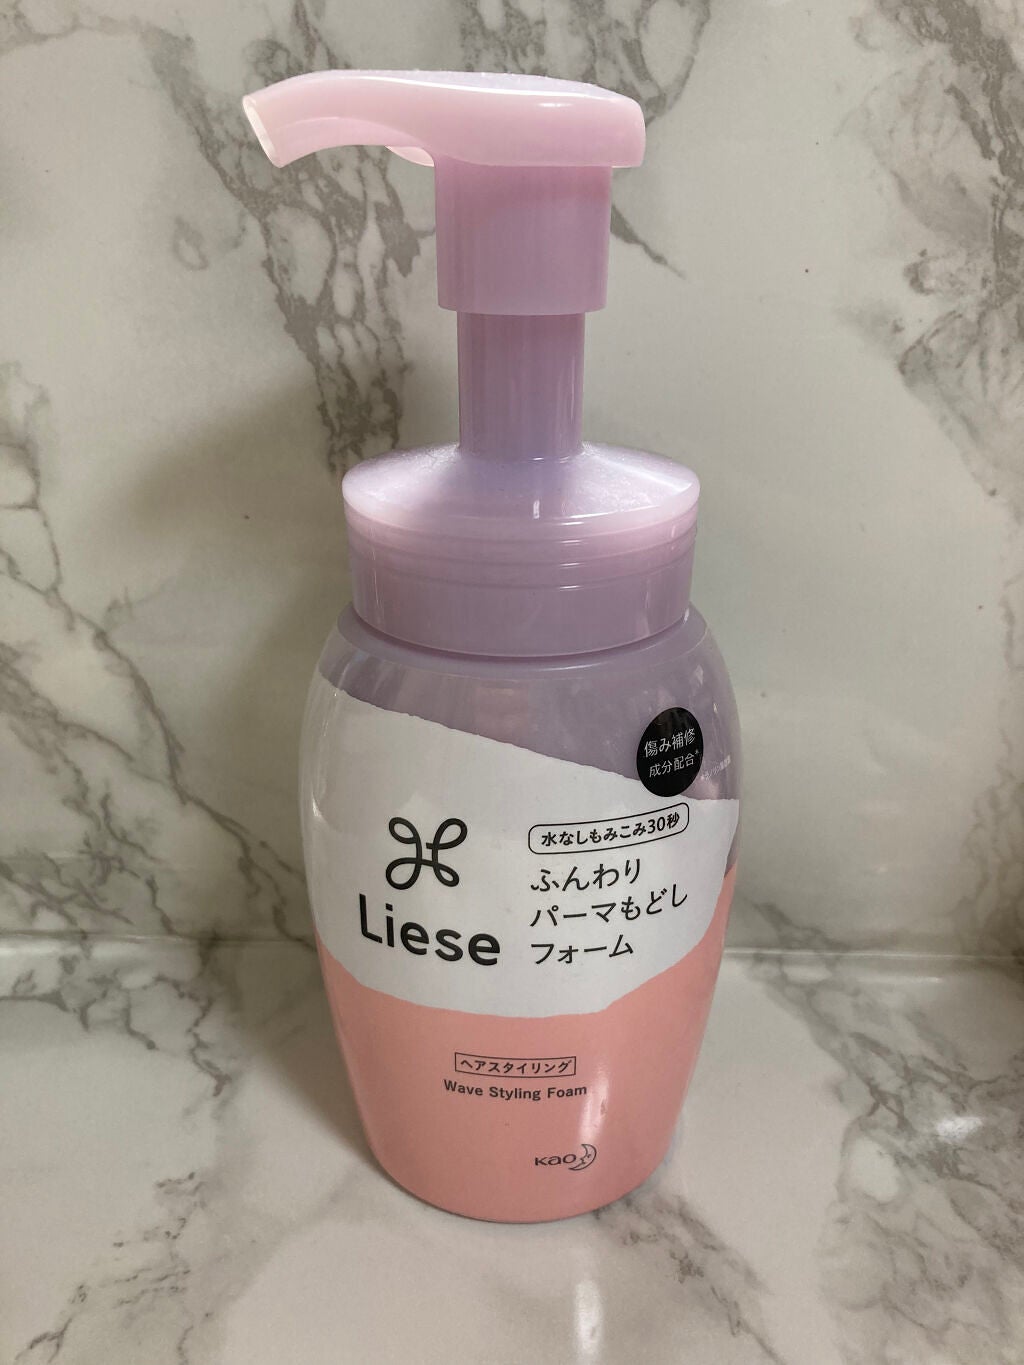 傷み補修
成分配合*
水なしもみこみ30秒
ふんわり
パーマもどし
フォーム
Liese
ヘアスタイリング
Wave Styling Foam
Kao